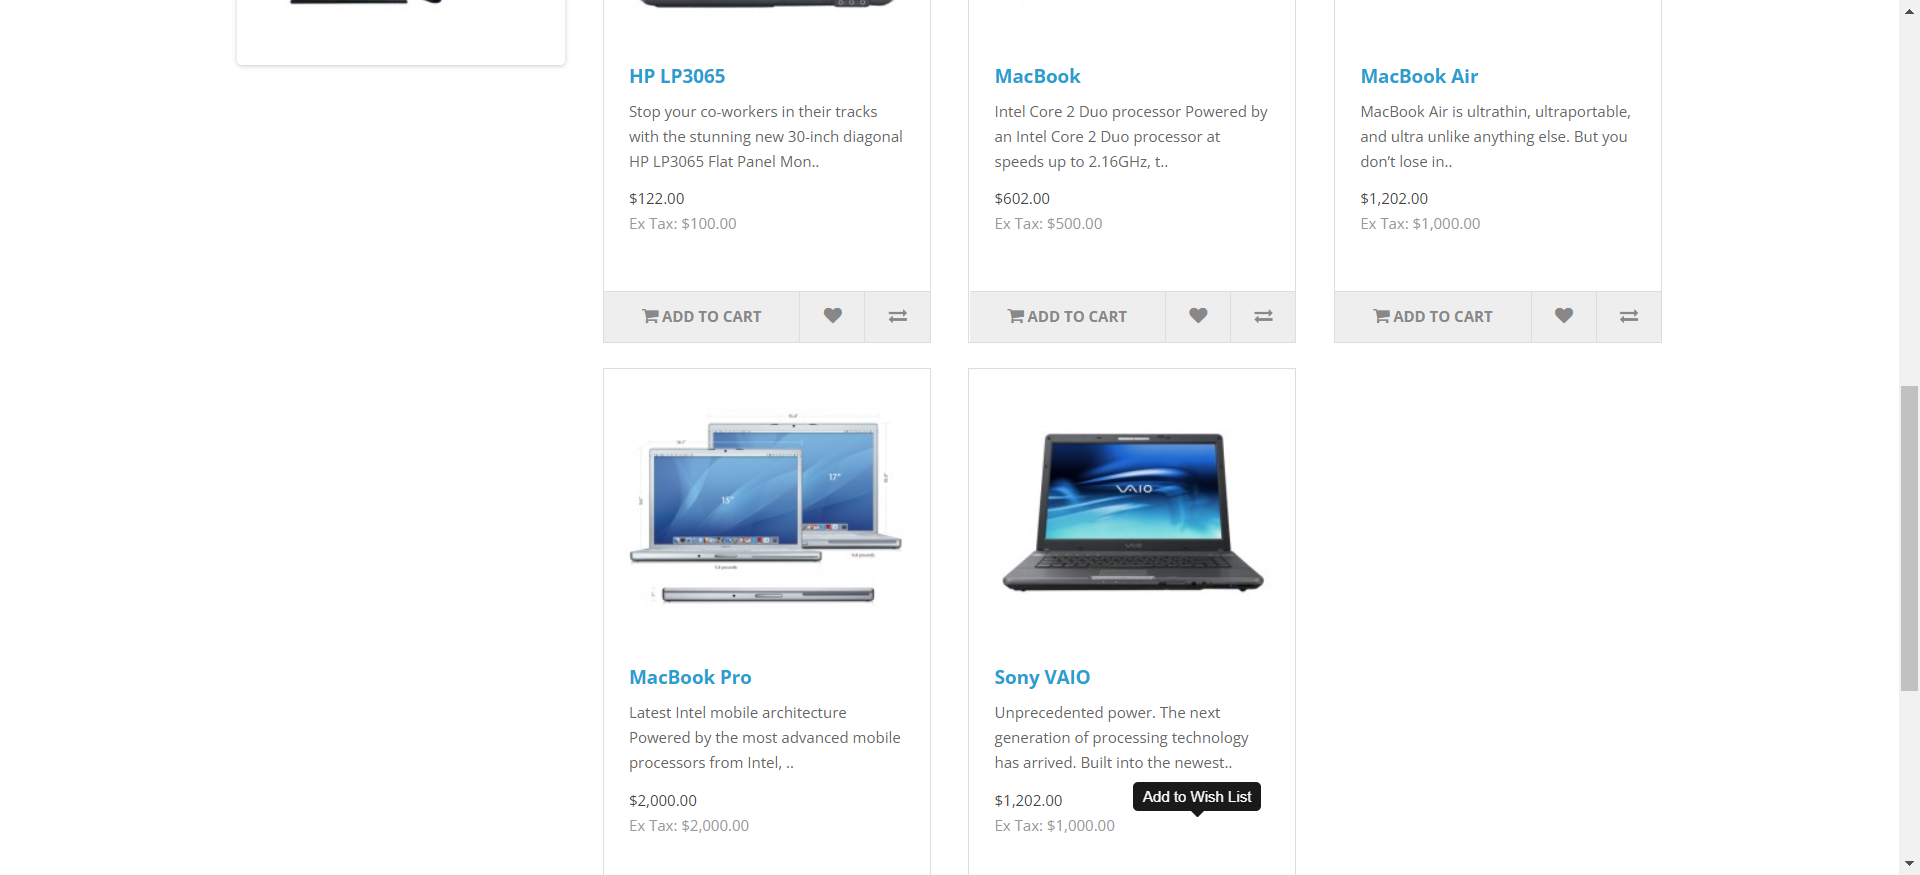 HP LP3065
Stop your co-workers in their tracks
with the stunning new 30-inch diagonal
HP LP3065 Flat Panel Mon..
$122.00
Ex Tax: $100.00
ADD TO CART
MacBook
Intel Core 2 Duo processor Powered by
an Intel Core 2 Duo processor at
speeds up to 2.16GHz, t..
$602.00
Ex Tax: $500.00
ADD TO CART
MacBook Air
MacBook Air is ultrathin, ultraportable,
and ultra unlike anything else. But you
don’t lose in..
$1,202.00
Ex Tax: $1,000.00
ADD TO CART
15"
17"
MacBook Pro
Latest Intel mobile architecture
Powered by the most advanced mobile
processors from Intel, ..
$2,000.00
Ex Tax: $2,000.00
VAIO
Sony VAIO
Unprecedented power. The next
generation of processing technology
has arrived. Built into the newest..
Add to Wish List
$1,202.00
Ex Tax: $1,000.00